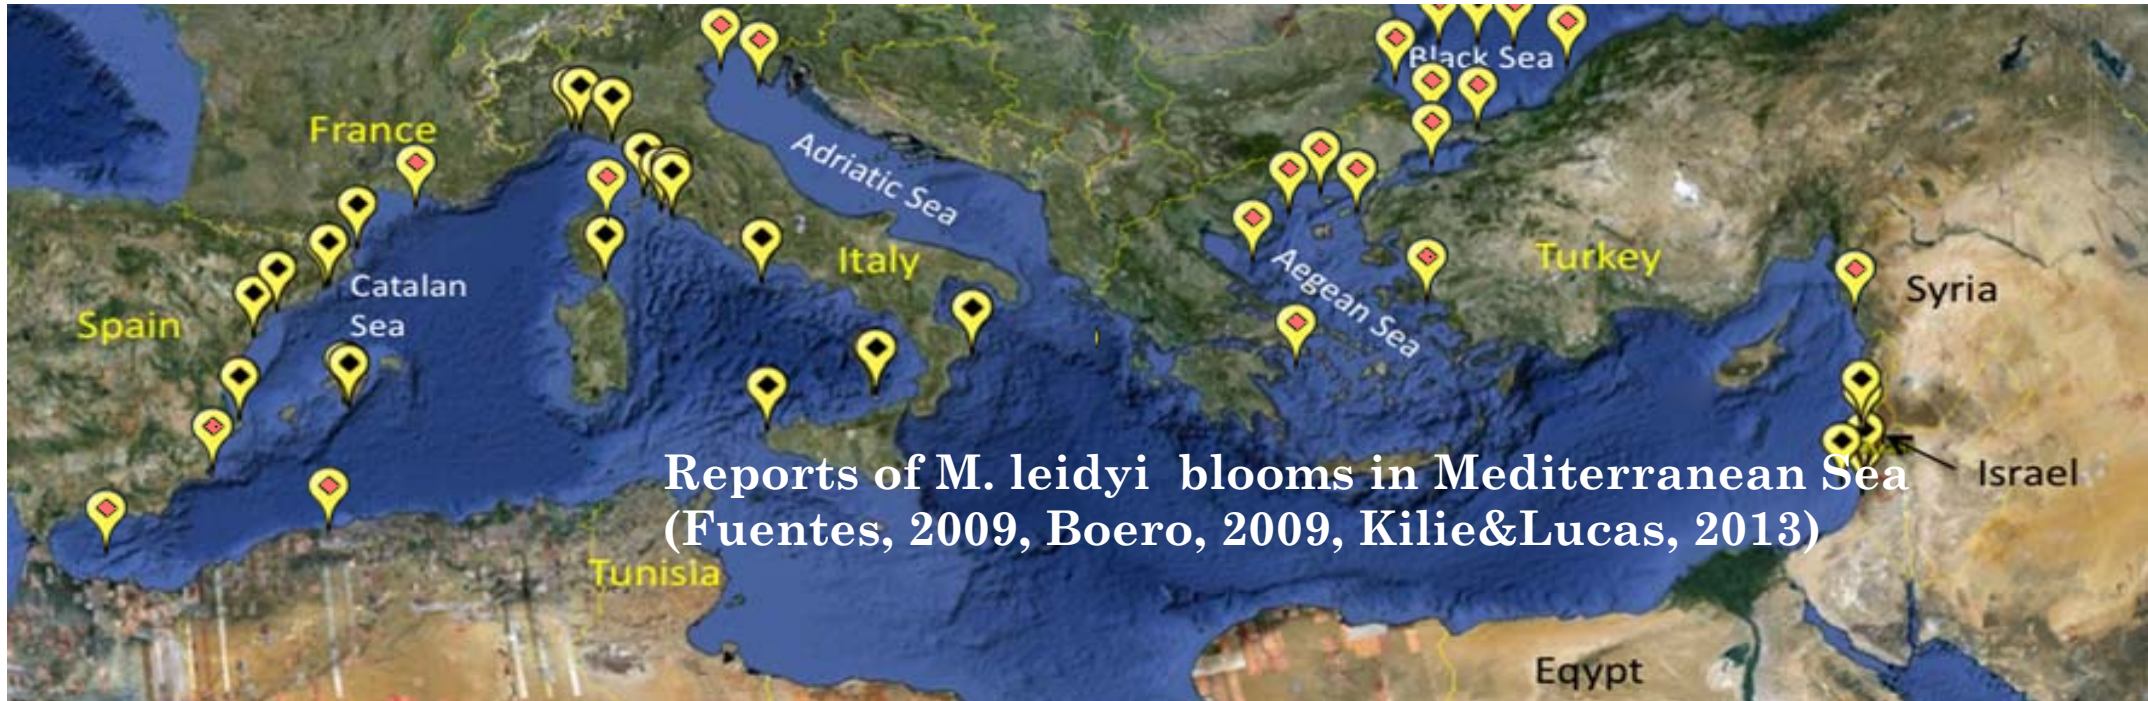 Black Sea
France
Adriatic Sea
Italy
Turkey
Aegean Sea
Catalan
Sea
Syria
Spain
Reports of M. leidyi blooms in Mediterranean Sea
(Fuentes, 2009, Boero, 2009, Kilie&Lucas, 2013)
Israel
Tunisia
Eqypt